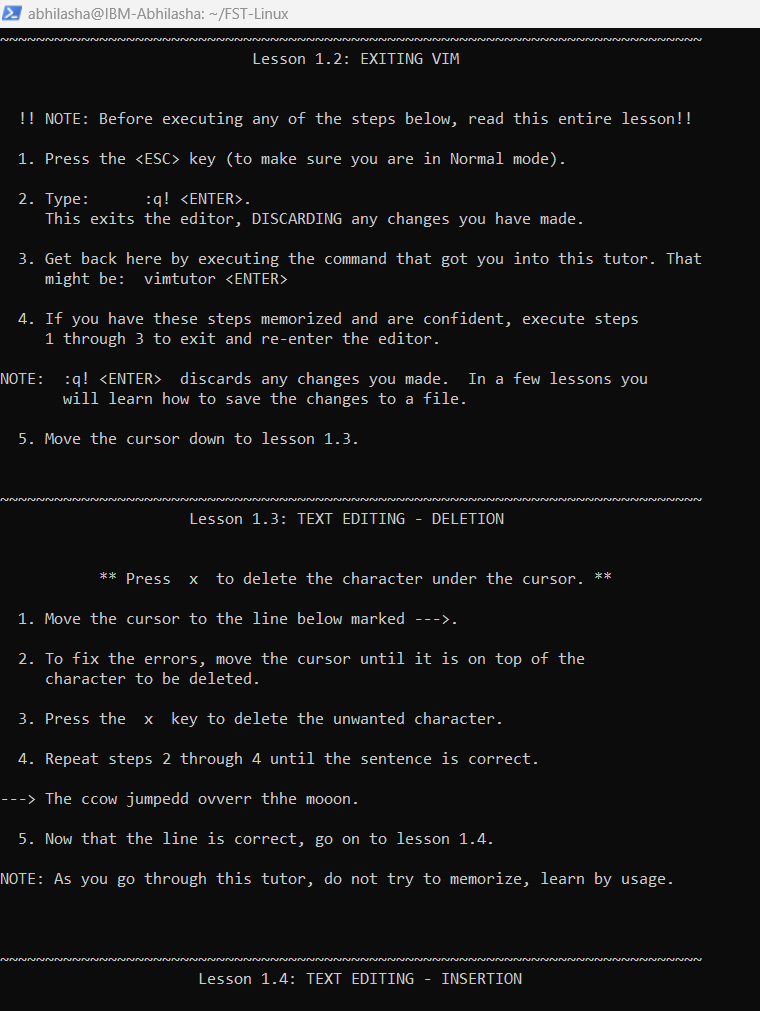 abhilasha@IBM-Abhilasha: ~/FST-Linux
~~~~~~~~~~~~~~~~~~~~~~~~~~~~~~~~~~~~~~~~~~~~~~~~~~~~~~~~~~~~~~~~~~~~~~~~~~~~~~
Lesson 1.2: EXITING VIM
!! NOTE: Before executing any of the steps below, read this entire lesson!!
1. Press the <ESC> key (to make sure you are in Normal mode).
2. Type:      :q! <ENTER>.
This exits the editor, DISCARDING any changes you have made.
3. Get back here by executing the command that got you into this tutor. That
might be:  vimtutor <ENTER>
4. If you have these steps memorized and are confident, execute steps
1 through 3 to exit and re-enter the editor.
NOTE:  :q! <ENTER>  discards any changes you made.  In a few lessons you
will learn how to save the changes to a file.
5. Move the cursor down to lesson 1.3.
~~~~~~~~~~~~~~~~~~~~~~~~~~~~~~~~~~~~~~~~~~~~~~~~~~~~~~~~~~~~~~~~~~~~~~~~~~~~~~
Lesson 1.3: TEXT EDITING - DELETION
** Press  x  to delete the character under the cursor. **
1. Move the cursor to the line below marked --->.
2. To fix the errors, move the cursor until it is on top of the
character to be deleted.
3. Press the  x  key to delete the unwanted character.
4. Repeat steps 2 through 4 until the sentence is correct.
---> The ccow jumpedd ovverr thhe mooon.
5. Now that the line is correct, go on to lesson 1.4.
NOTE: As you go through this tutor, do not try to memorize, learn by usage.
~~~~~~~~~~~~~~~~~~~~~~~~~~~~~~~~~~~~~~~~~~~~~~~~~~~~~~~~~~~~~~~~~~~~~~~~~~~~~~
Lesson 1.4: TEXT EDITING - INSERTION